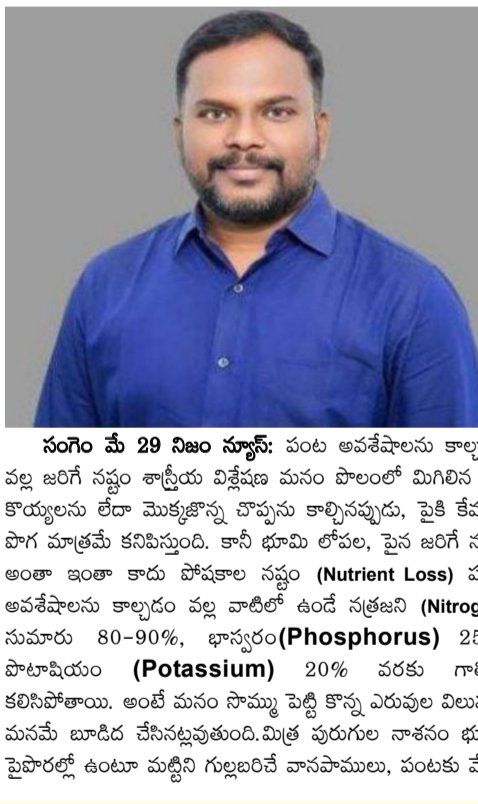 సంగెం మే 29 నిజం న్యూస్: పంట అవశేషాలను
వల్ల జరిగే నష్టం శాస్త్రీయ విశ్లేషణ మనం పొలంలో మిగిలిన
కొయ్యలను లేదా మొక్కజొన్న చొప్పను కాల్చినప్పుడు, పైకి
పొగ మాత్రమే కనిపిస్తుంది. కానీ భూమి లోపల, పైన జరిగే
అంతా ఇంతా కాదు పోషకాల నష్టం (Nutrient Loss)
అవశేషాలను కాల్చడం వల్ల వాటిలో ఉండే నత్రజని
సుమారు 80-90%, భాస్వరం(Phosphorus)
పొటాషియం (Potassium) 20% వరకు
కలిసిపోతాయి. అంటే మనం సొమ్ము పెట్టి కొన్న ఎరువుల
మనమే బూడిద చేసినట్లవుతుంది.మిత్ర పురుగుల నాశనం
పైపొరల్లో ఉంటూ మట్టిని గుల్లబరిచే వానపాములు, పంటకు